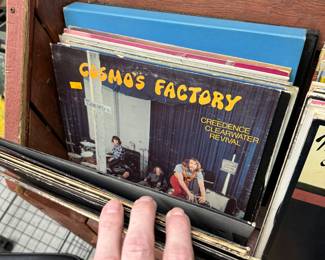 COSMO'S FACTORY
CREEDENCE
CLEARWATER
REVIVAL